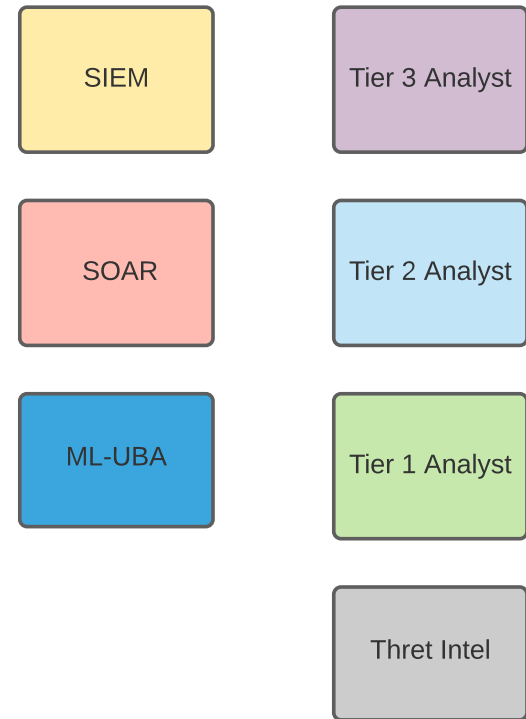 SIEM
Tier 3 Analyst
SOAR
Tier 2 Analyst
ML-UBA
Tier 1 Analyst
Thret Intel